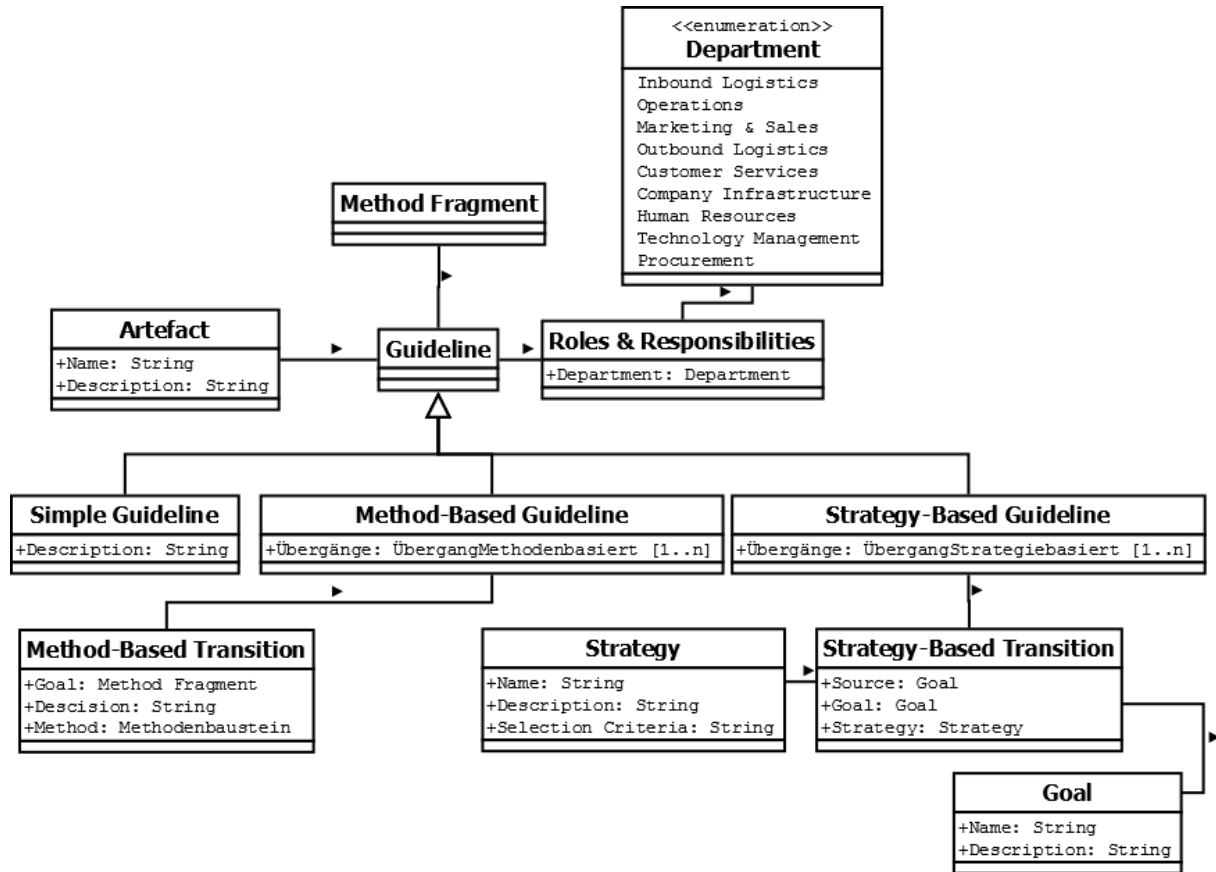 <<enumeration>>
Department
Inbound Logistics
Operations
Marketing & Sales
Outbound Logistics
Customer Services
Company Infrastructure
Human Resources
Technology Management
Procurement
Method Fragment
Artefact
+Name: String
+Description: String
Guideline
Roles & Responsibilities
+Department: Department
Simple Guideline
+Description: String
Method-Based Guideline
+Übergänge: ÜbergangMethodenbasiert [1..n]
Strategy-Based Guideline
+Übergänge: ÜbergangStrategiebasiert [1..n]
Method-Based Transition
+Goal: Method Fragment
+Descision: String
+Method: Methodenbaustein
Strategy
+Name: String
+Description: String
+Selection Criteria: String
Strategy-Based Transition
+Source: Goal
+Goal: Goal
+Strategy: Strategy
Goal
+Name: String
+Description: String